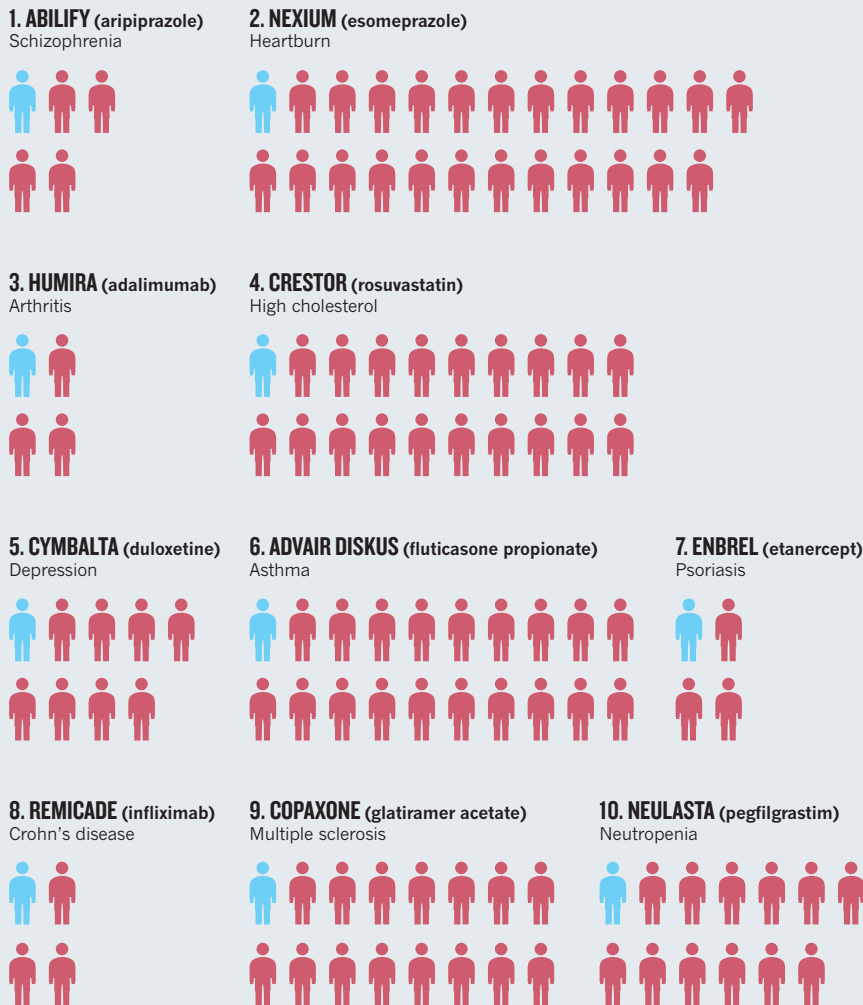 1. ABILIFY (aripiprazole)
Schizophrenia
2. NEXIUM (esomeprazole)
Heartburn
3. HUMIRA (adalimumab)
Arthritis
4. CRESTOR (rosuvastatin)
High cholesterol
5. CYMBALTA (duloxetine)
Depression
6. ADVAIR DISKUS (fluticasone propionate)
Asthma
7. ENBREL (etanercept)
Psoriasis
8. REMICADE (infliximab)
Crohn’s disease
9. COPAXONE (glatiramer acetate)
Multiple sclerosis
10. NEULASTA (pegfilgrastim)
Neutropenia